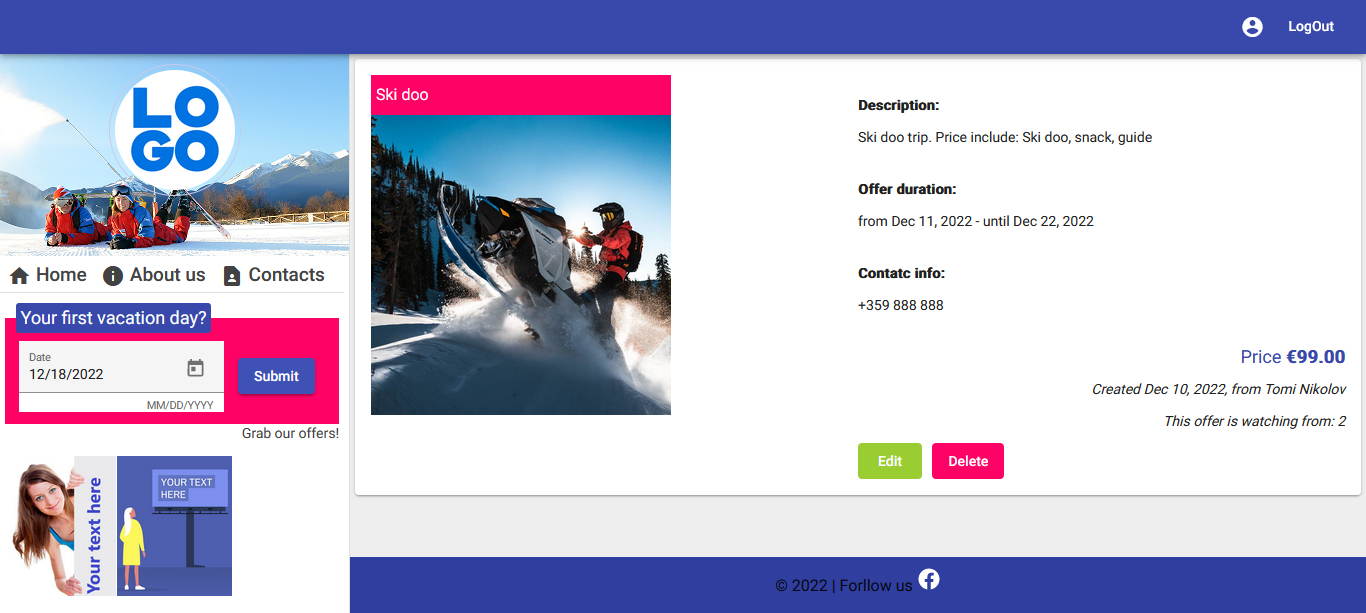 LogOut
LO
GO
Home About us Contacts
Your first vacation day?
Date
12/18/2022
Submit
MM/DD/YYYY
Grab our offers!
Your text here
YOUR TEXT
HERE
Ski doo
Description:
Ski doo trip. Price include: Ski doo, snack, guide
Offer duration:
from Dec 11, 2022 - until Dec 22, 2022
Contatc info:
+359 888 888
Price €99.00
Created Dec 10, 2022, from Tomi Nikolov
This offer is watching from: 2
Edit Delete
© 2022 | Forllow us